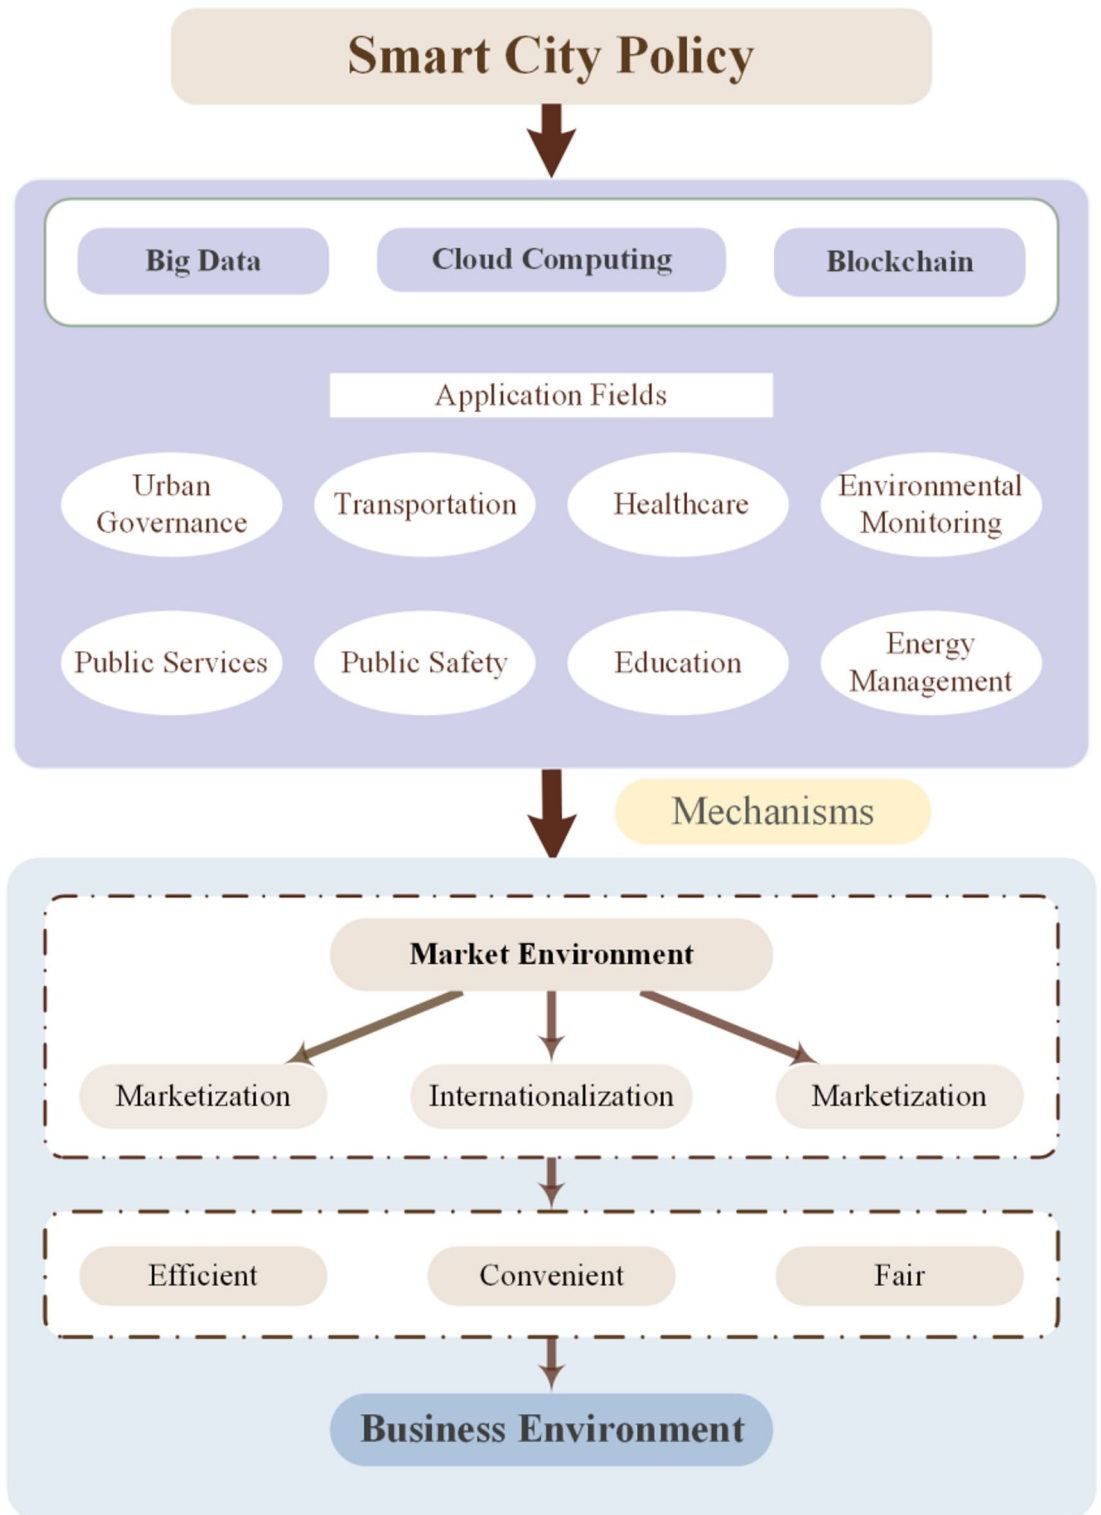 Smart City Policy
Big Data
Cloud Computing
Blockchain
Application Fields
Urban
Governance
Transportation
Healthcare
Environmental
Monitoring
Public Services
Public Safety
Education
Energy
Management
Mechanisms
Market Environment
Marketization
Internationalization
Marketization
Efficient
Convenient
Fair
Business Environment